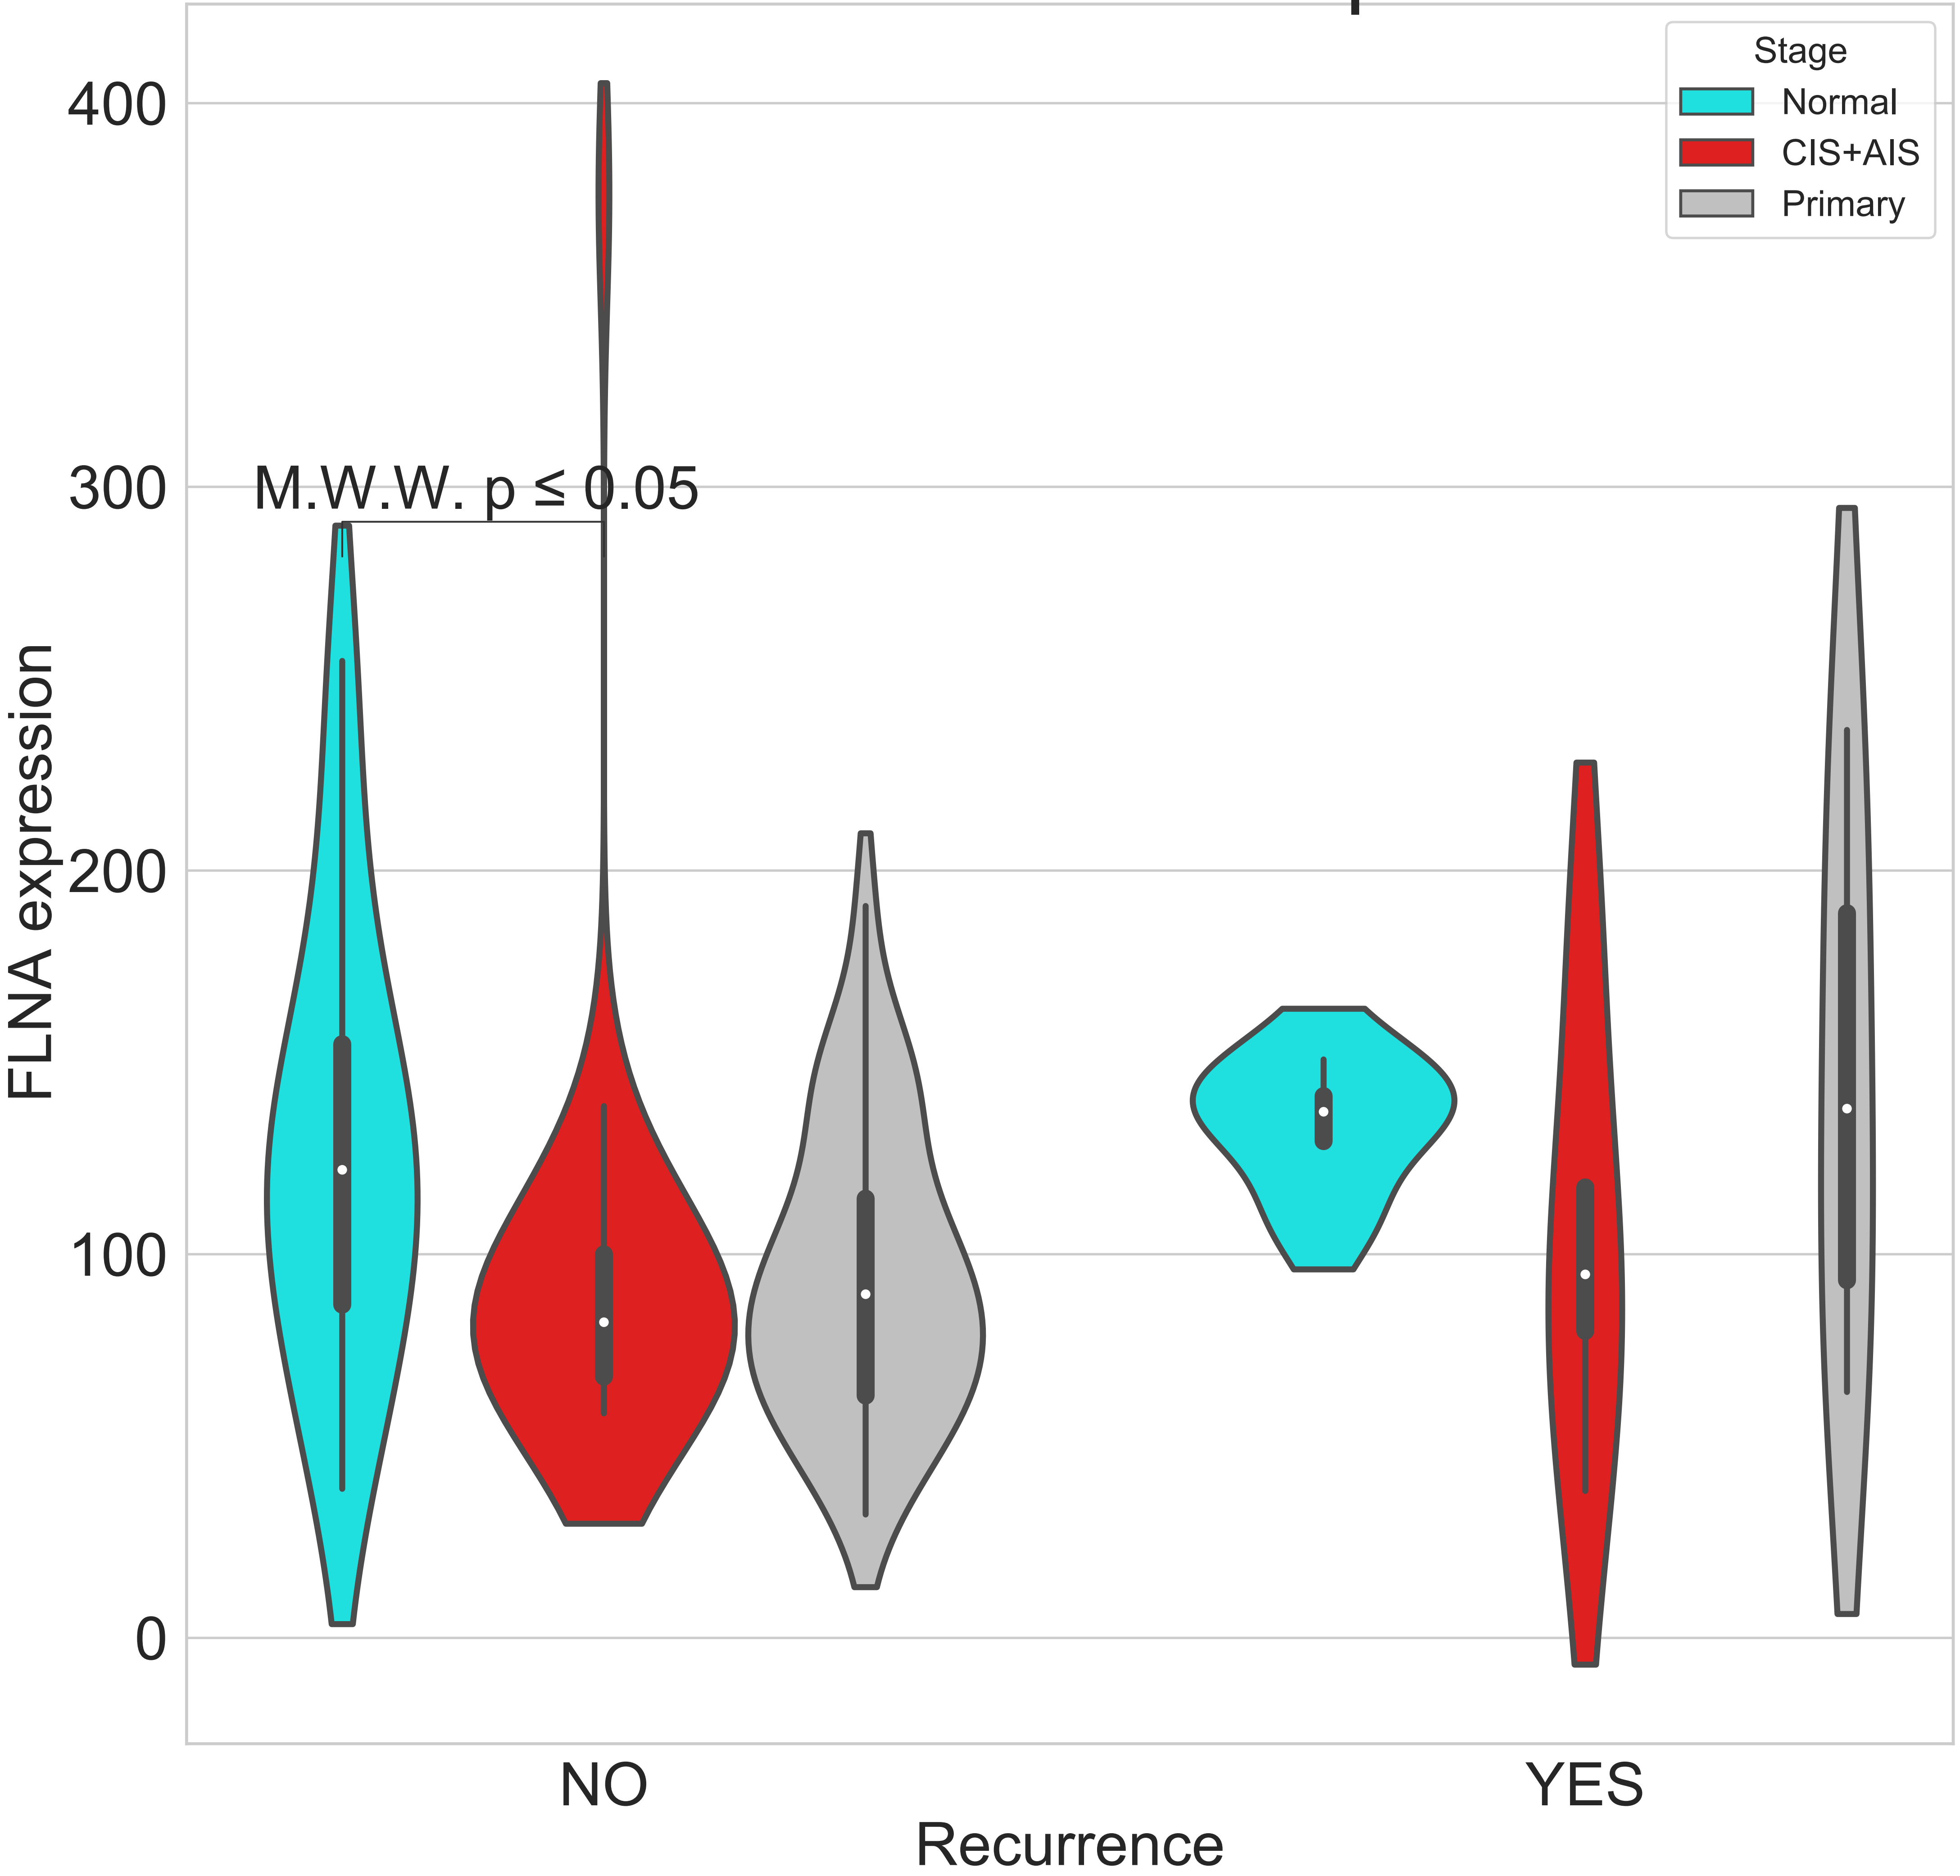 Stage
Normal
CIS+AIS
Primary
400
300
200
100
0
M.W.W. p ≤ 0.05
FLNA expression
NO
YES
Recurrence